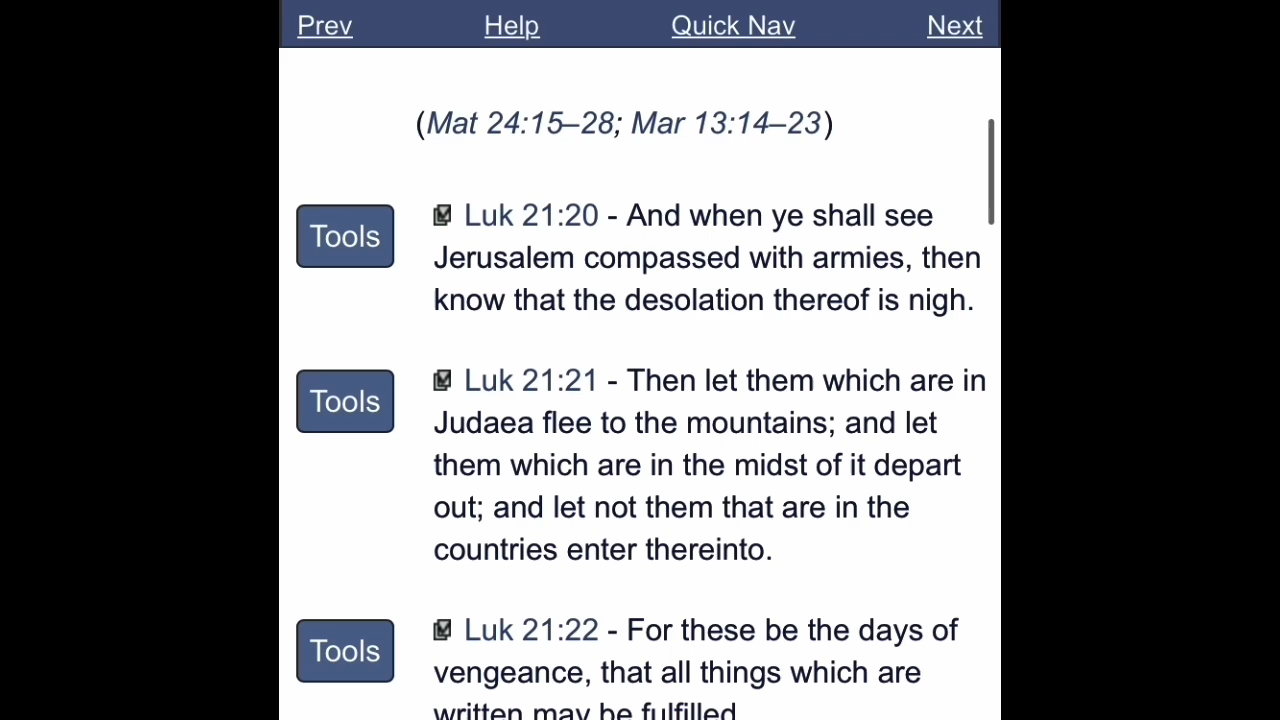 Prev Help Quick Nav Next
(Mat 24:15–28; Mar 13:14–23)
Tools
Luk 21:20 - And when ye shall see
Jerusalem compassed with armies, then
know that the desolation thereof is nigh.
Tools
Luk 21:21 - Then let them which are in
Judaea flee to the mountains; and let
them which are in the midst of it depart
out; and let not them that are in the
countries enter thereinto.
Tools
Luk 21:22 - For these be the days of
vengeance, that all things which are
written may be fulfilled